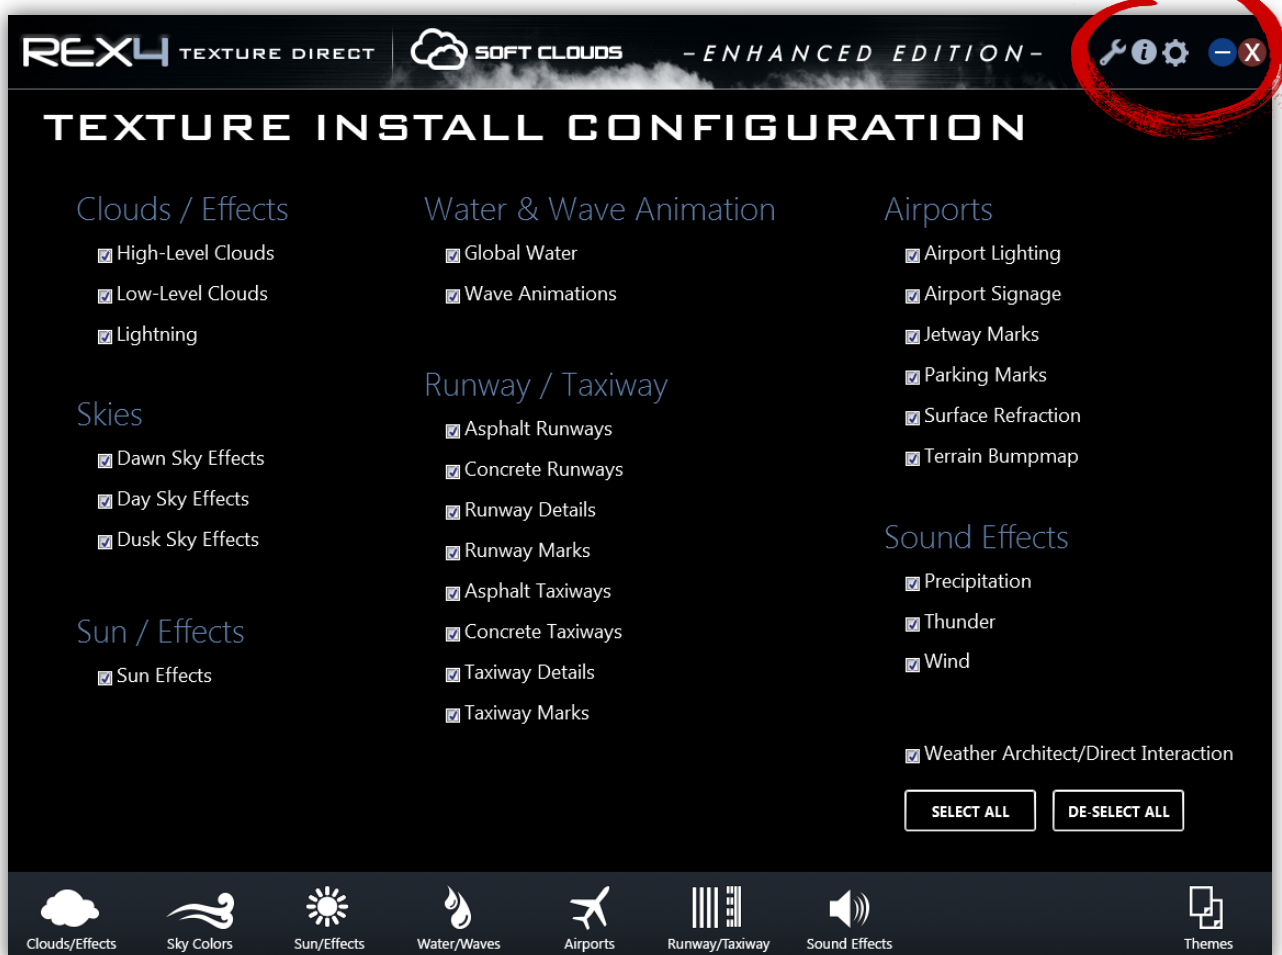 REX4 TEXTURE DIRECT SOFT CLOUDS -ENHANCED EDITION-
TEXTURE INSTALL CONFIGURATION
Clouds / Effects
High-Level Clouds
Low-Level Clouds
Lightning
Skies
Dawn Sky Effects
Day Sky Effects
Dusk Sky Effects
Sun / Effects
Sun Effects
Water & Wave Animation
Global Water
Wave Animations
Runway / Taxiway
Asphalt Runways
Concrete Runways
Runway Details
Runway Marks
Asphalt Taxiways
Concrete Taxiways
Taxiway Details
Taxiway Marks
Airports
Airport Lighting
Airport Signage
Jetway Marks
Parking Marks
Surface Refraction
Terrain Bumpmap
Sound Effects
Precipitation
Thunder
Wind
Weather Architect/Direct Interaction
SELECT ALL DE-SELECT ALL
Clouds/Effects Sky Colors Sun/Effects Water/Waves Airports Runway/Taxiway Sound Effects Themes